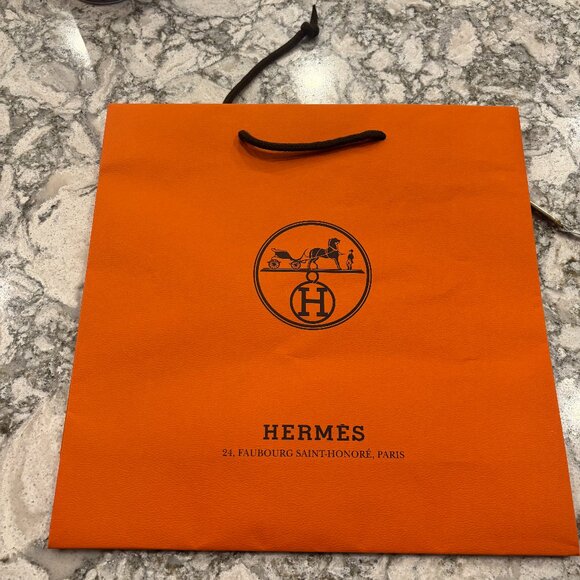 H
HERMÈS
24, FAUBOURG SAINT-HONORÉ, PARIS